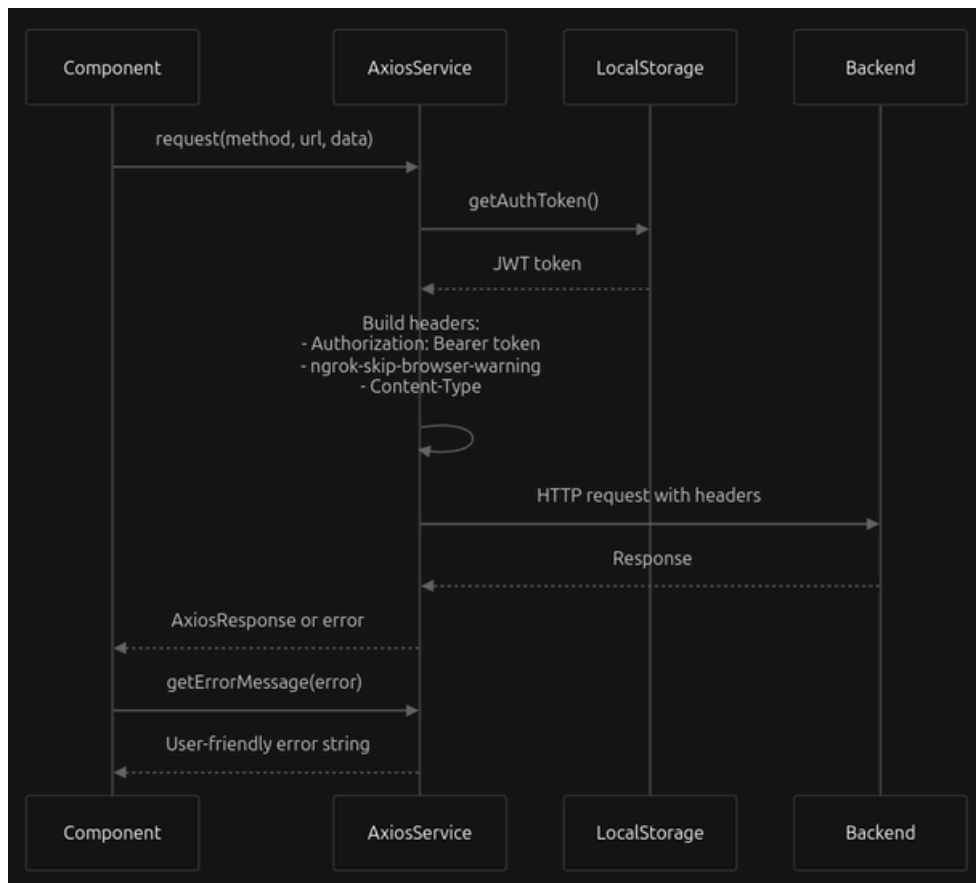 Component
AxiosService
LocalStorage
Backend
request(method, url, data)
getAuthToken()
JWT token
Build headers:
- Authorization: Bearer token
- ngrok-skip-browser-warning
- Content-Type
HTTP request with headers
Response
AxiosResponse or error
getErrorMessage(error)
User-friendly error string
Component
AxiosService
LocalStorage
Backend